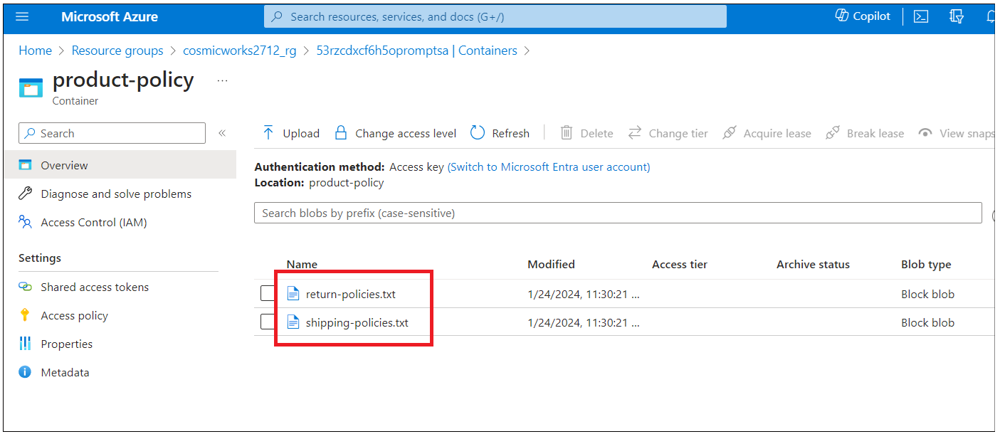 Microsoft Azure
Search resources, services, and docs (G+/)
Copilot
Home > Resource groups > cosmicworks2712_rg > 53rzcdxcf6h5opromptsa | Containers >
product-policy ...
Container
Search «
Upload Change access level Refresh Delete Change tier Acquire lease Break lease View snaps
Overview
Diagnose and solve problems
Access Control (IAM)
Settings
Shared access tokens
Access policy
Properties
Metadata
Authentication method: Access key (Switch to Microsoft Entra user account)
Location: product-policy
Search blobs by prefix (case-sensitive)
Name Modified Access tier Archive status Blob type
return-policies.txt 1/24/2024, 11:30:21 ... Block blob
shipping-policies.txt 1/24/2024, 11:30:21 ... Block blob